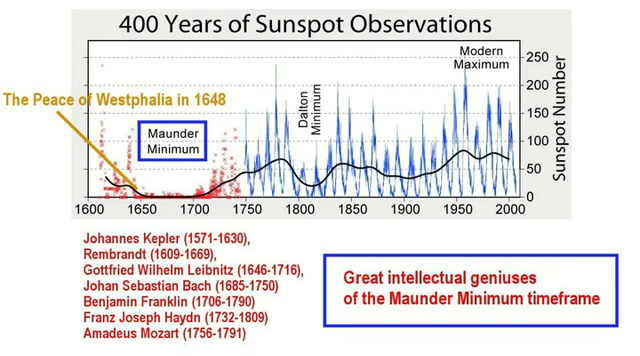 400 Years of Sunspot Observations
Modern
Maximum
The Peace of Westphalia in 1648
Maunder
Minimum
Dalton
Minimum
250
200
150
100
50
0
Sunspot Number
1600 1650 1700 1750 1800 1850 1900 1950 2000
Johannes Kepler (1571-1630),
Rembrandt (1609-1669),
Gottfried Wilhelm Leibnitz (1646-1716),
Johan Sebastian Bach (1685-1750)
Benjamin Franklin (1706-1790)
Franz Joseph Haydn (1732-1809)
Amadeus Mozart (1756-1791)
Great intellectual geniuses
of the Maunder Minimum timeframe